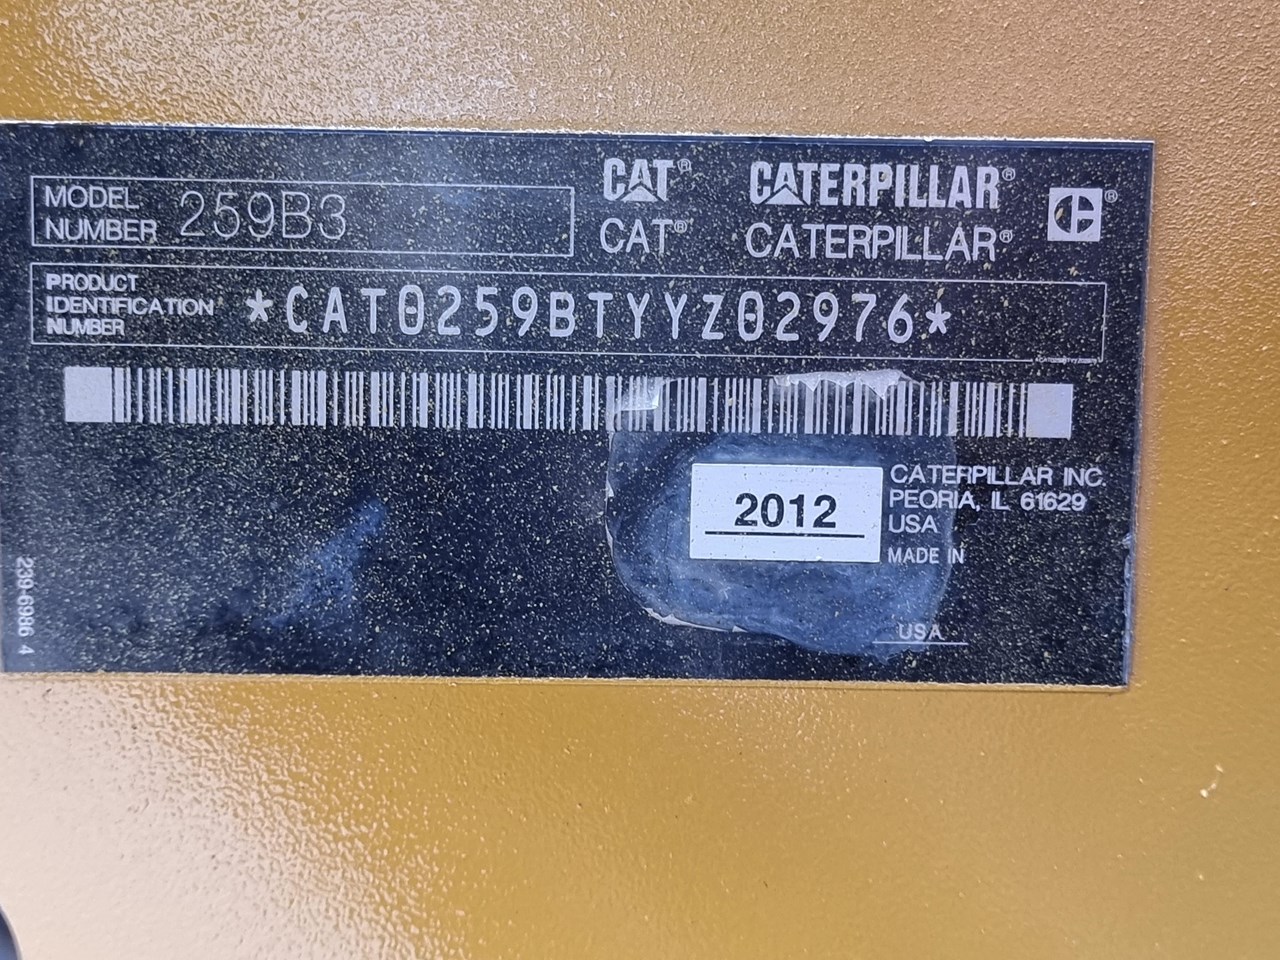 MODEL NUMBER 259B3
CAT® CATERPILLAR®
CAT® CATERPILLAR®
PRODUCT IDENTIFICATION NUMBER *CAT0259BTYYZ02976*
2012
CATERPILLAR INC.
PEORIA, IL 61629
USA
MADE IN
USA
239-6986 4